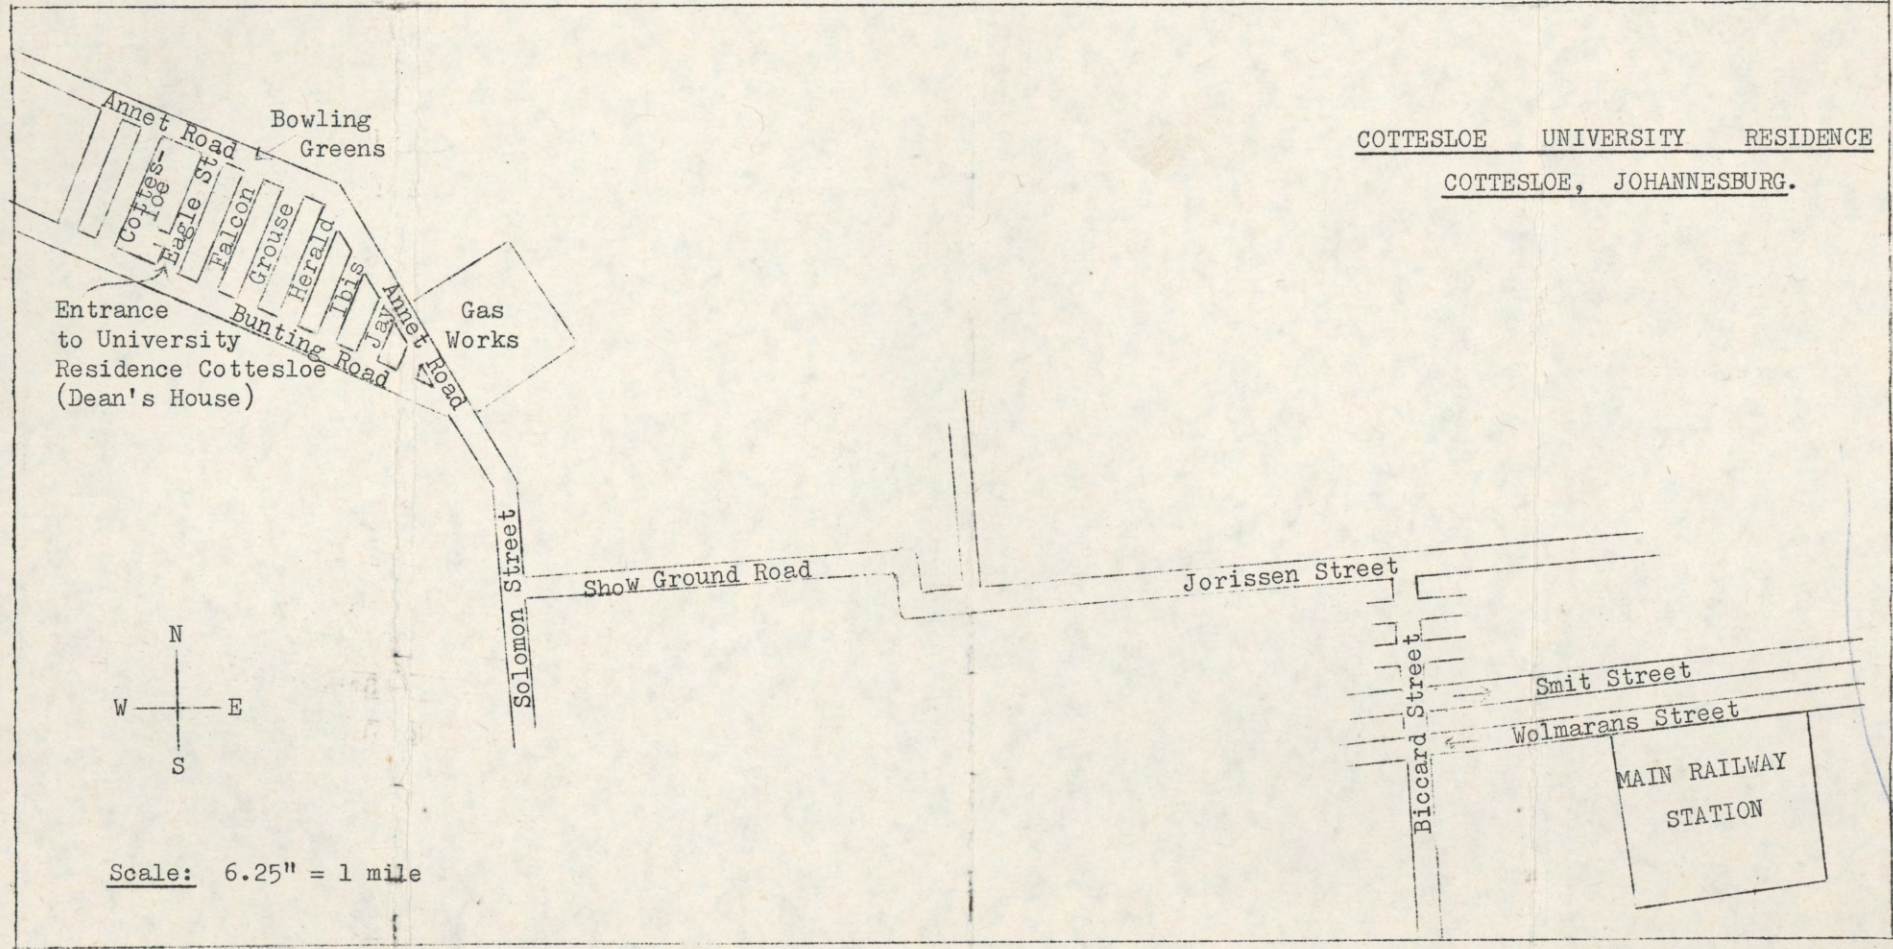 COTTESLOE UNIVERSITY RESIDENCE
COTTESLOE, JOHANNESBURG.
Annet Road
Bowling
Greens
Cottes-
loe
Eagle St
Falcon
Grouse
Herald
Ibis
Jay
Annet Road
Gas
Works
Bunting Road
Entrance
to University
Residence Cottesloe
(Dean's House)
Solomon Street
Show Ground Road
Jorissen Street
Biccard Street
Smit Street
Wolmarans Street
MAIN RAILWAY
STATION
N
W E
S
Scale: 6.25" = 1 mile